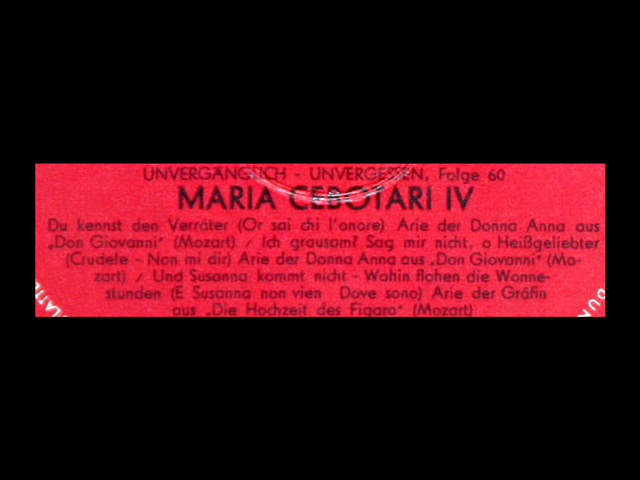 UNVERGÄNGLICH - UNVERGESSEN, Folge 60
MARIA CEBOTARI IV
Du kennst den Verräter (Or sai chi l'onore) Arie der Donna Anna aus
„Don Giovanni" (Mozart) / Ich grausam? Sag mir nicht, o Heißgeliebter
(Crudele - Non mi dir) Arie der Donna Anna aus „Don Giovanni" (Mo-
zart) / Und Susanna kommt nicht - Wohin flohen die Wonne-
stunden (E Susanna non vien Dove sono) Arie der Gräfin
aus „Die Hochzeit des Figaro" (Mozart)